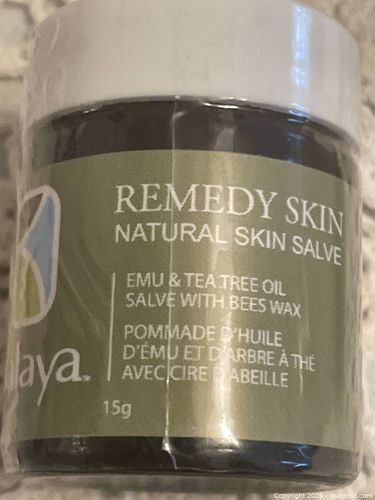 REMEDY SKIN
NATURAL SKIN SALVE
EMU & TEA TREE OIL
SALVE WITH BEES WAX
POMMADE D'HUILE
D'ÉMU ET D'ARBRE À THÉ
AVEC CIRE D'ABEILLE
15g